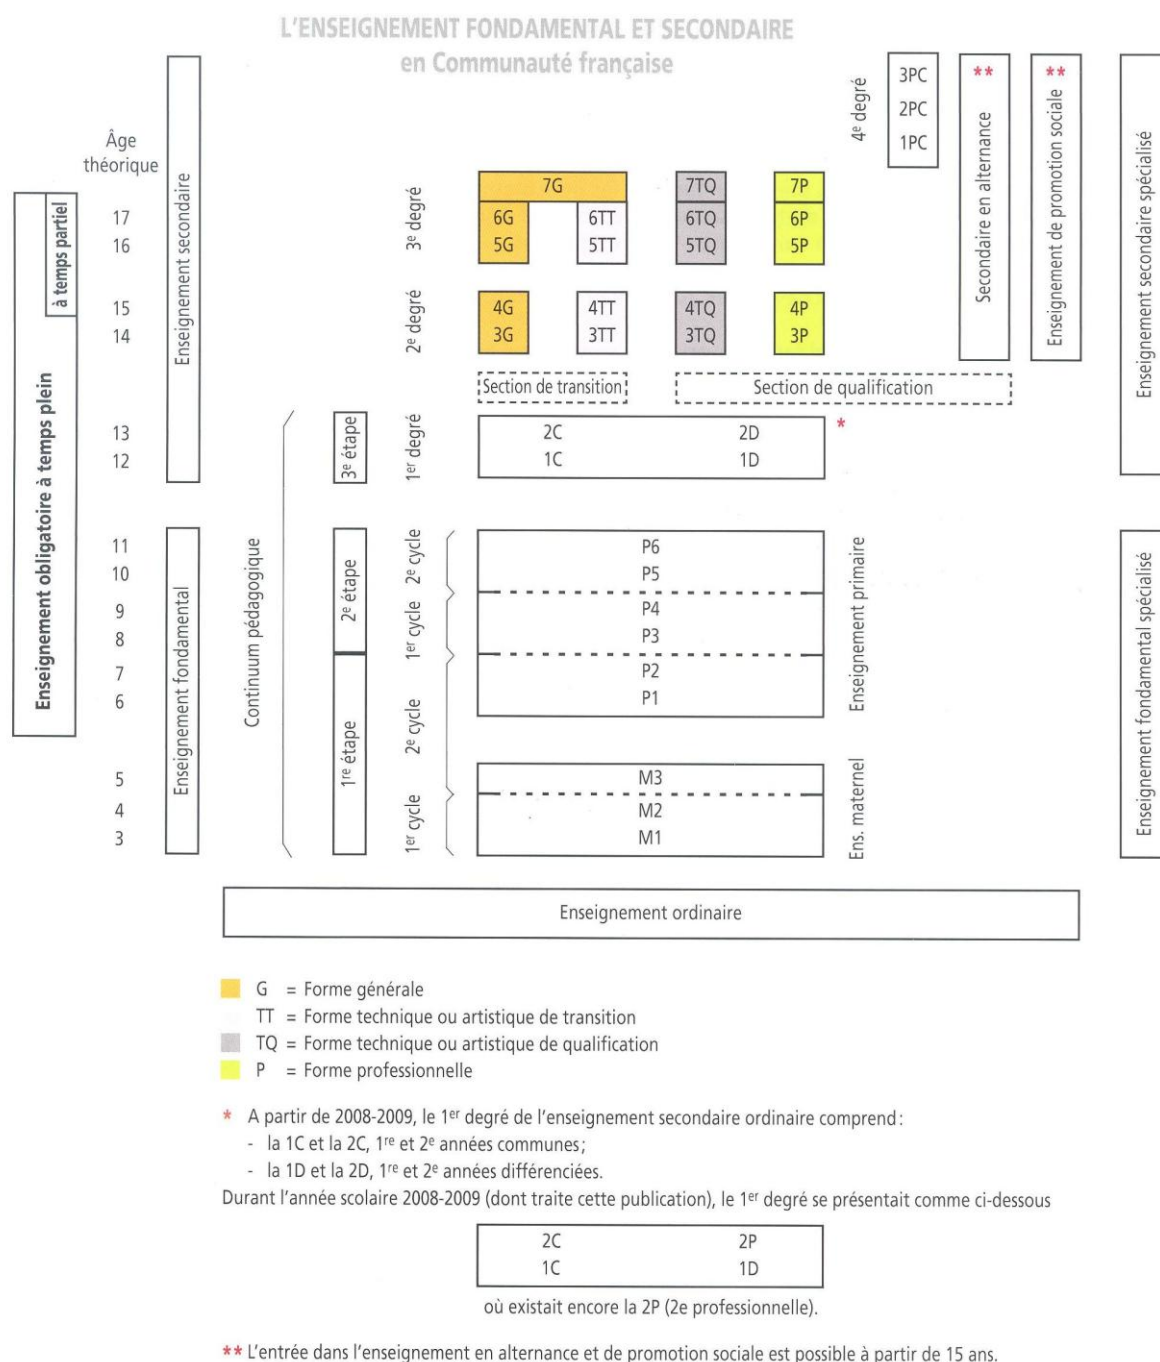 L'ENSEIGNEMENT FONDAMENTAL ET SECONDAIRE
en Communauté française
Âge
théorique
Enseignement obligatoire à temps plein
à temps partiel
17
16
15
14
13
12
11
10
9
8
7
6
5
4
3
Enseignement secondaire
Enseignement fondamental
Continuum pédagogique
3e étape
2e étape
1re étape
4e degré
3e degré
2e degré
1er degré
2e cycle
1er cycle
2e cycle
1er cycle
3PC
2PC
1PC
7G 7TQ 7P
6G 6TT 6TQ 6P
5G 5TT 5TQ 5P
4G 4TT 4TQ 4P
3G 3TT 3TQ 3P
Section de transition Section de qualification
2C 2D *
1C 1D
P6
P5
P4
P3
P2
P1
M3
M2
M1
Enseignement primaire
Ens. maternel
** Secondaire en alternance
** Enseignement de promotion sociale
Enseignement secondaire spécialisé
Enseignement fondamental spécialisé
Enseignement ordinaire
G = Forme générale
TT = Forme technique ou artistique de transition
TQ = Forme technique ou artistique de qualification
P = Forme professionnelle
* A partir de 2008-2009, le 1er degré de l'enseignement secondaire ordinaire comprend :
- la 1C et la 2C, 1re et 2e années communes;
- la 1D et la 2D, 1re et 2e années différenciées.
Durant l'année scolaire 2008-2009 (dont traite cette publication), le 1er degré se présentait comme ci-dessous
2C 2P
1C 1D
où existait encore la 2P (2e professionnelle).
** L'entrée dans l'enseignement en alternance et de promotion sociale est possible à partir de 15 ans.